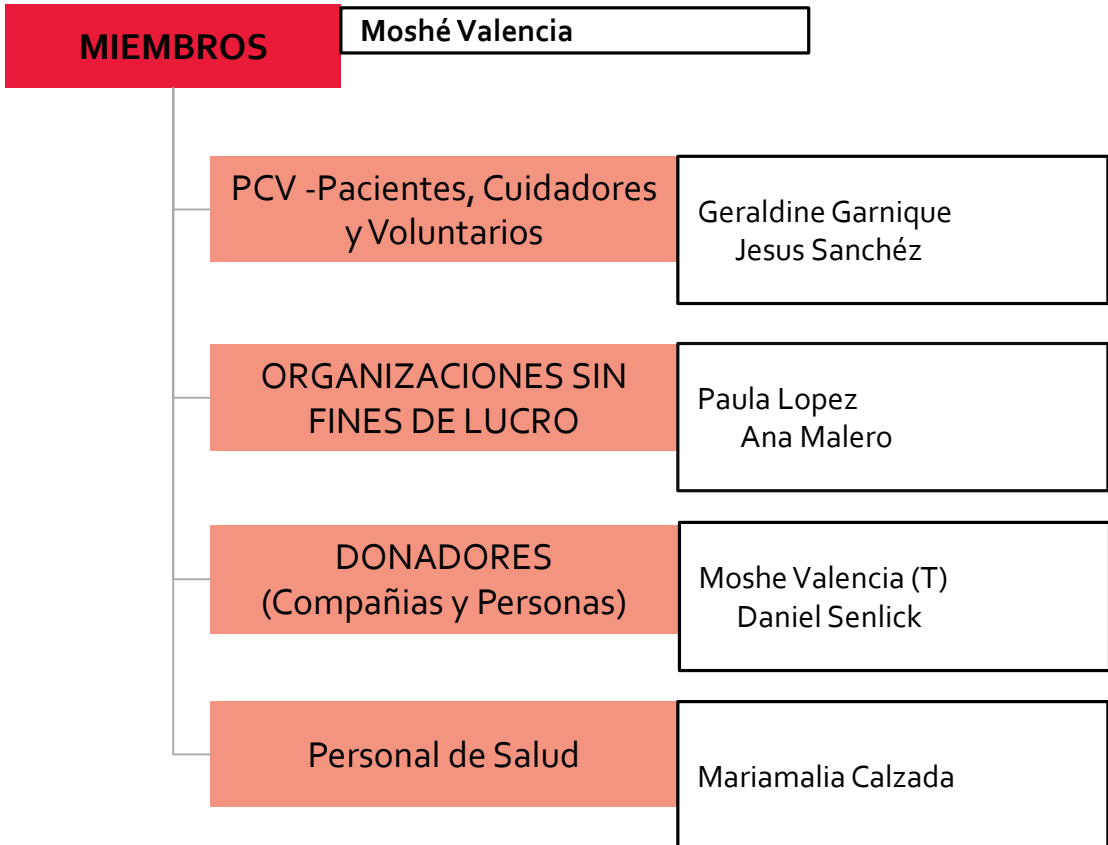 MIEMBROS
Moshé Valencia
PCV -Pacientes, Cuidadores
y Voluntarios
Geraldine Garnique
Jesus Sanchéz
ORGANIZACIONES SIN
FINES DE LUCRO
Paula Lopez
Ana Malero
DONADORES
(Compañias y Personas)
Moshe Valencia (T)
Daniel Senlick
Personal de Salud
Mariamalia Calzada